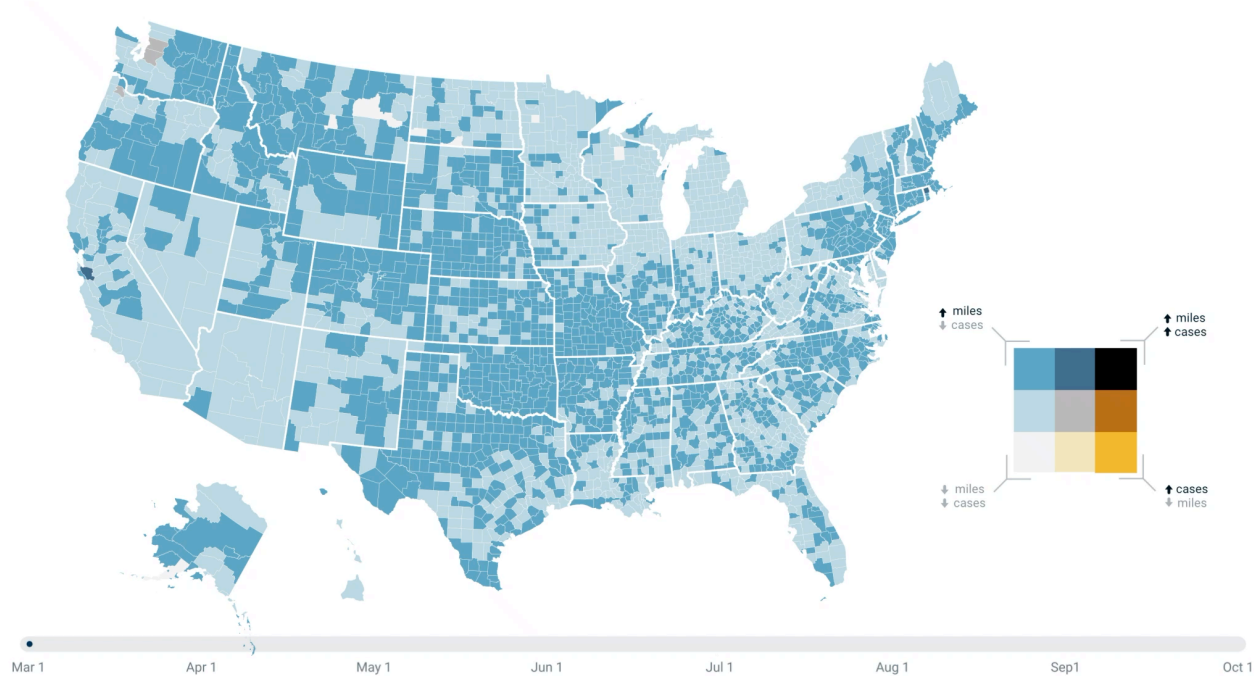 miles
cases
miles
cases
miles
cases
cases
miles
Mar 1
Apr 1
May 1
Jun 1
Jul 1
Aug 1
Sep1
Oct 1